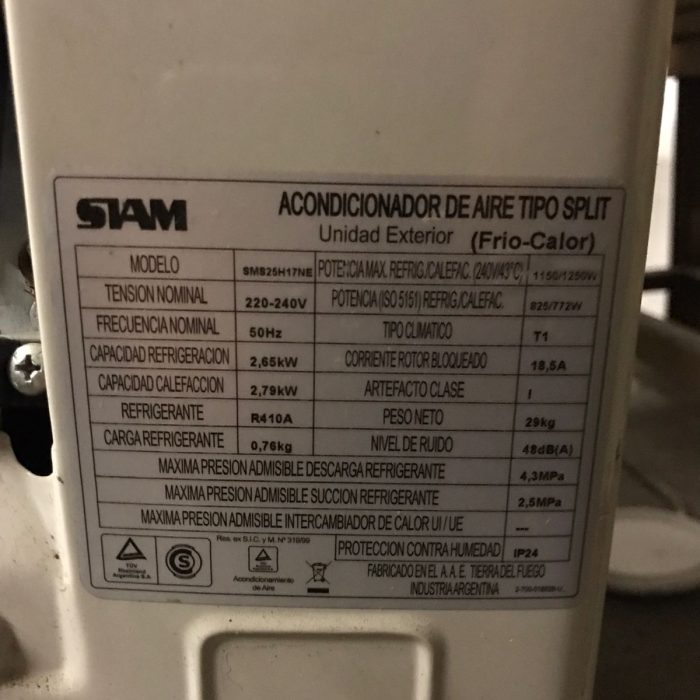 SIAM
ACONDICIONADOR DE AIRE TIPO SPLIT
Unidad Exterior (Frio-Calor)
MODELO SMS25H17NE POTENCIA MAX. REFRIG./CALEFAC. (240V/43°C) 1150/1250W
TENSION NOMINAL 220-240V POTENCIA (ISO 5151) REFRIG./CALEFAC. 825/772W
FRECUENCIA NOMINAL 50Hz TIPO CLIMATICO T1
CAPACIDAD REFRIGERACION 2,65kW CORRIENTE ROTOR BLOQUEADO 18,5A
CAPACIDAD CALEFACCION 2,79kW ARTEFACTO CLASE I
REFRIGERANTE R410A PESO NETO 29kg
CARGA REFRIGERANTE 0,76kg NIVEL DE RUIDO 48dB(A)
MAXIMA PRESION ADMISIBLE DESCARGA REFRIGERANTE 4,3MPa
MAXIMA PRESION ADMISIBLE SUCCION REFRIGERANTE 2,5MPa
MAXIMA PRESION ADMISIBLE INTERCAMBIADOR DE CALOR UI / UE ---
Res. ex S.I.C. y M. Nº 319/99
PROTECCION CONTRA HUMEDAD IP24
TÜV
Rheinland
Argentina S.A
S
Acondicionamiento
de Aire
FABRICADO EN EL A. A. E. TIERRA DEL FUEGO
INDUSTRIA ARGENTINA